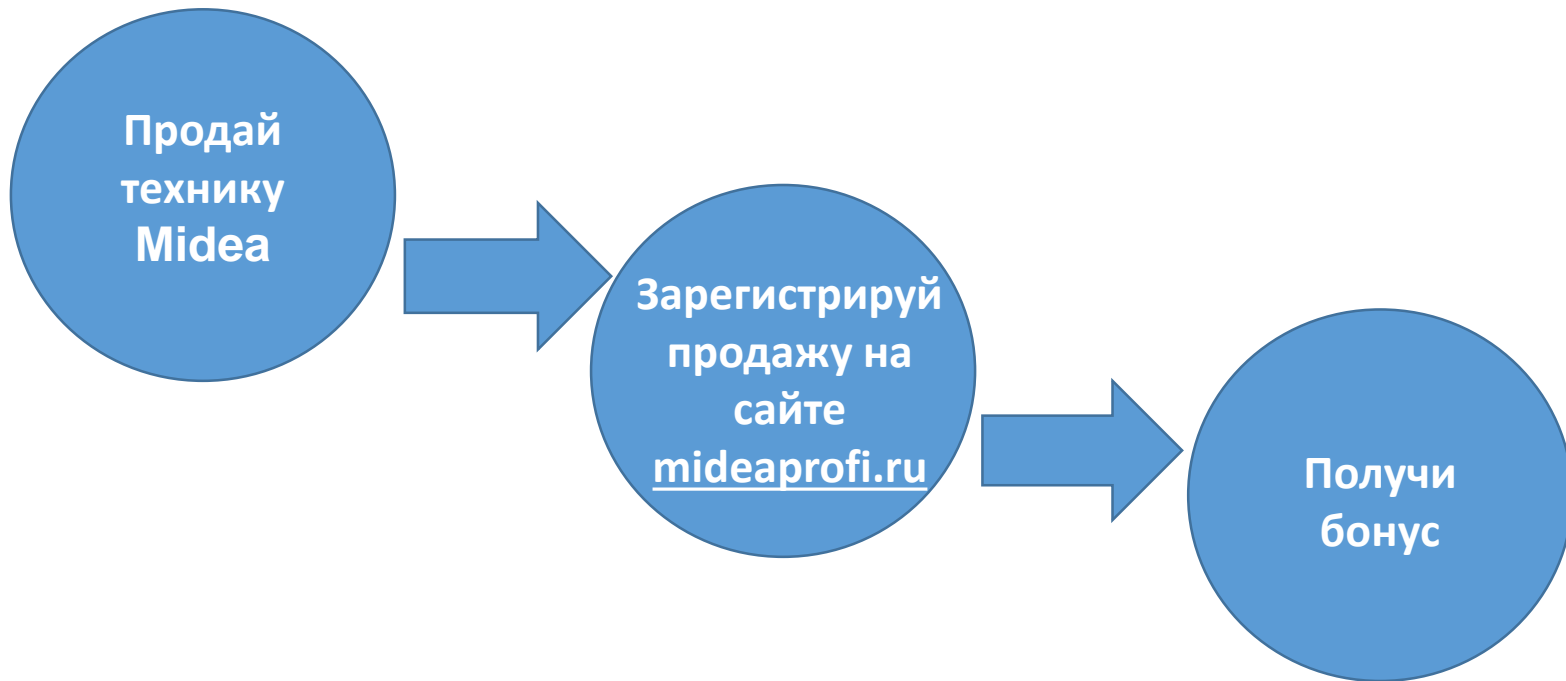 Продай
технику
Midea
Зарегистрируй
продажу на
сайте
mideaprofi.ru
Получи
бонус